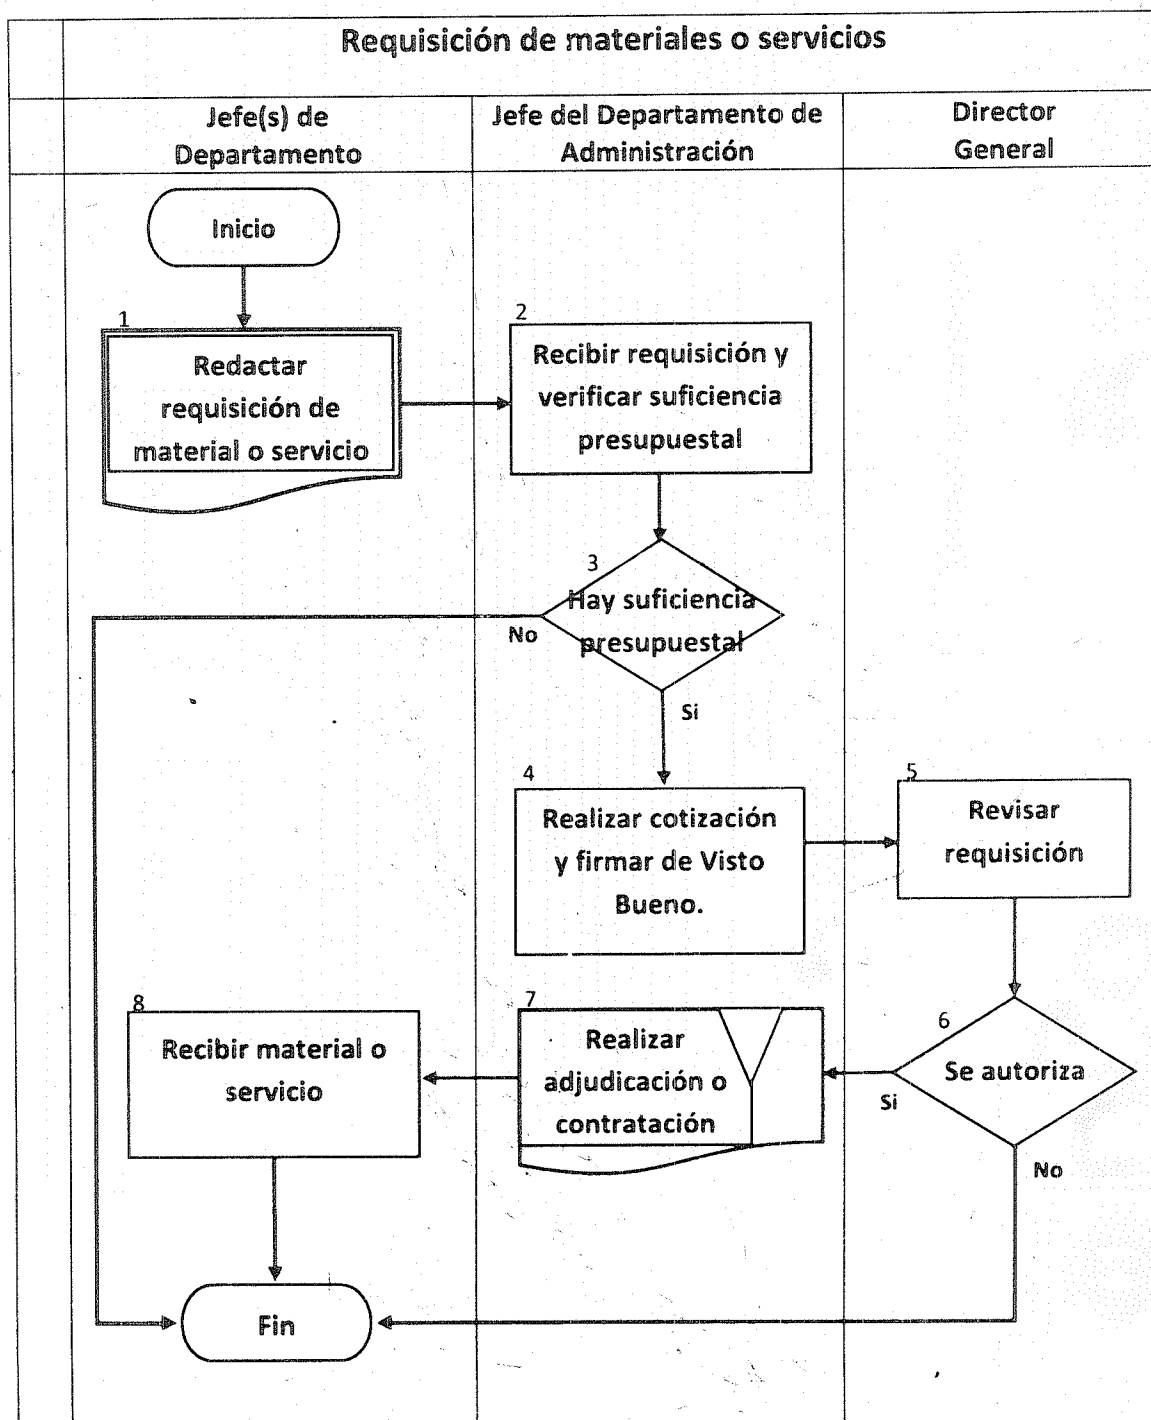 Requisición de materiales o servicios
Jefe(s) de
Departamento
Jefe del Departamento de
Administración
Director
General
Inicio
1
Redactar
requisición de
material o servicio
2
Recibir requisición y
verificar suficiencia
presupuestal
3
Hay suficiencia
presupuestal
No
Si
4
Realizar cotización
y firmar de Visto
Bueno.
5
Revisar
requisición
6
Se autoriza
Si
No
7
Realizar
adjudicación o
contratación
8
Recibir material o
servicio
Fin